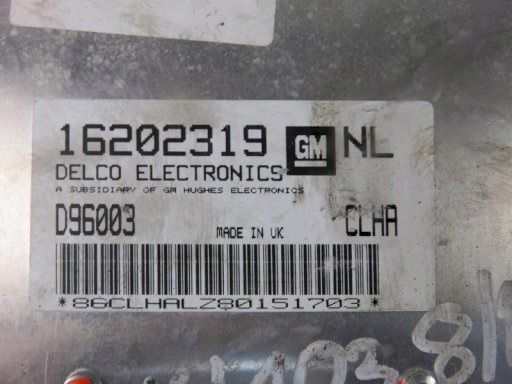 16202319 GM NL
DELCO ELECTRONICS
A SUBSIDIARY OF GM HUGHES ELECTRONICS
D96003 MADE IN UK CLHA
*86CLHALZ80151703*